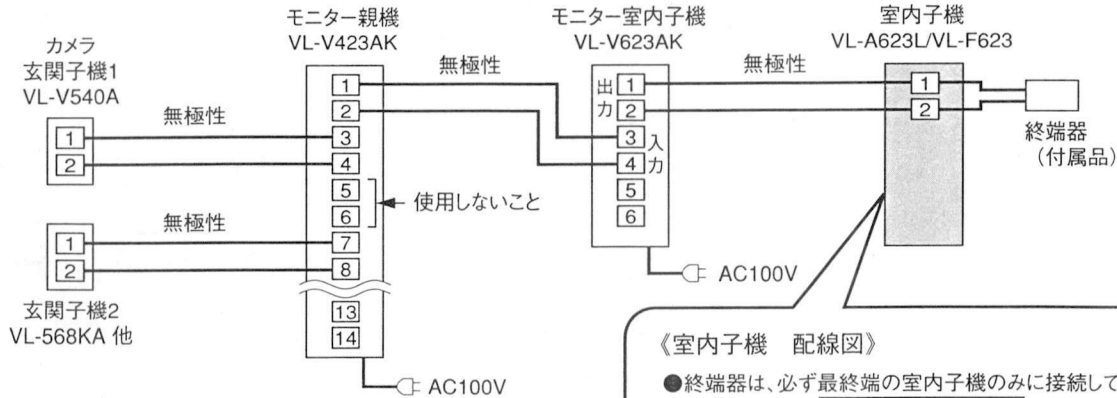 カメラ
玄関子機1
VL-V540A
無極性
1
2
無極性
1
2
玄関子機2
VL-568KA 他
モニター親機
VL-V423AK
1
2
3
4
5
6
7
8
13
14
使用しないこと
AC100V
無極性
モニター室内子機
VL-V623AK
出力
入力
1
2
3
4
5
6
AC100V
無極性
室内子機
VL-A623L/VL-F623
1
2
終端器
(付属品)
《室内子機 配線図》
●終端器は、必ず最終端の室内子機のみに接続して